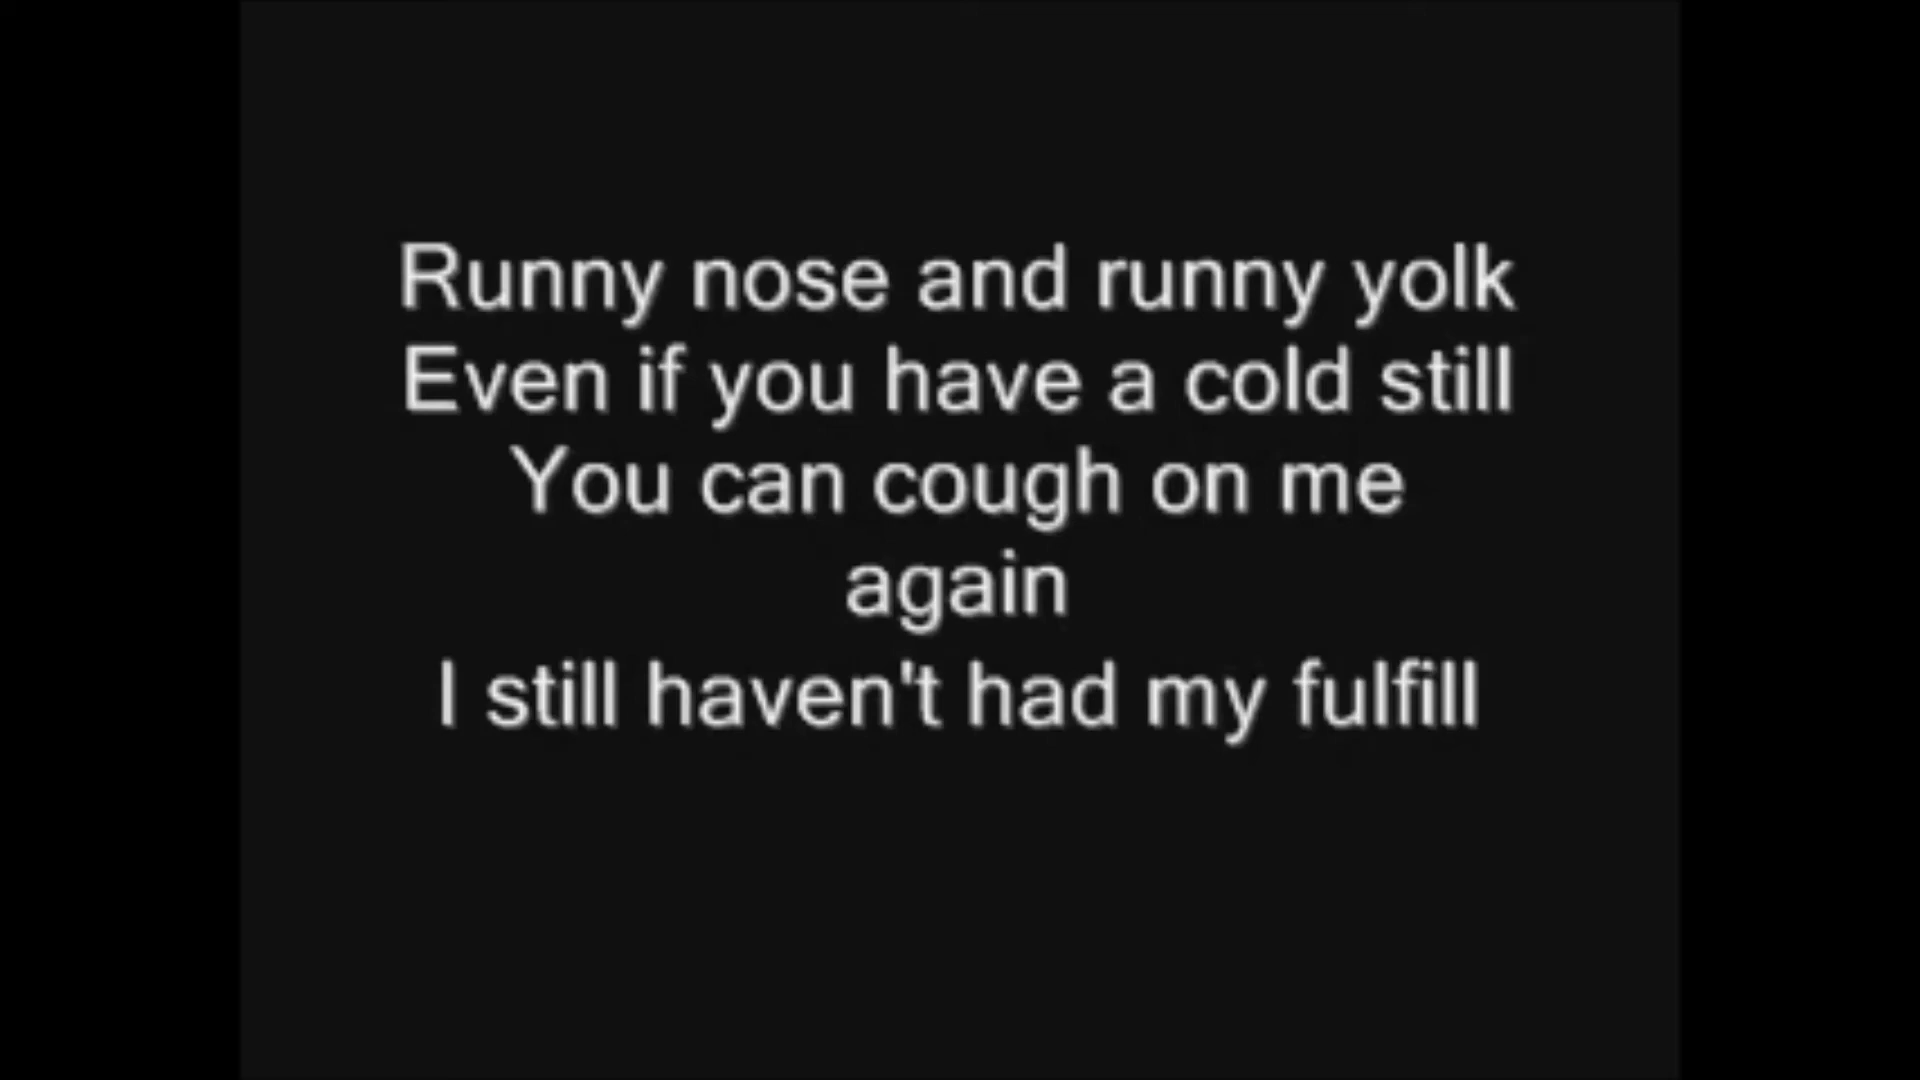 Runny nose and runny yolk
Even if you have a cold still
You can cough on me
again
I still haven't had my fulfill